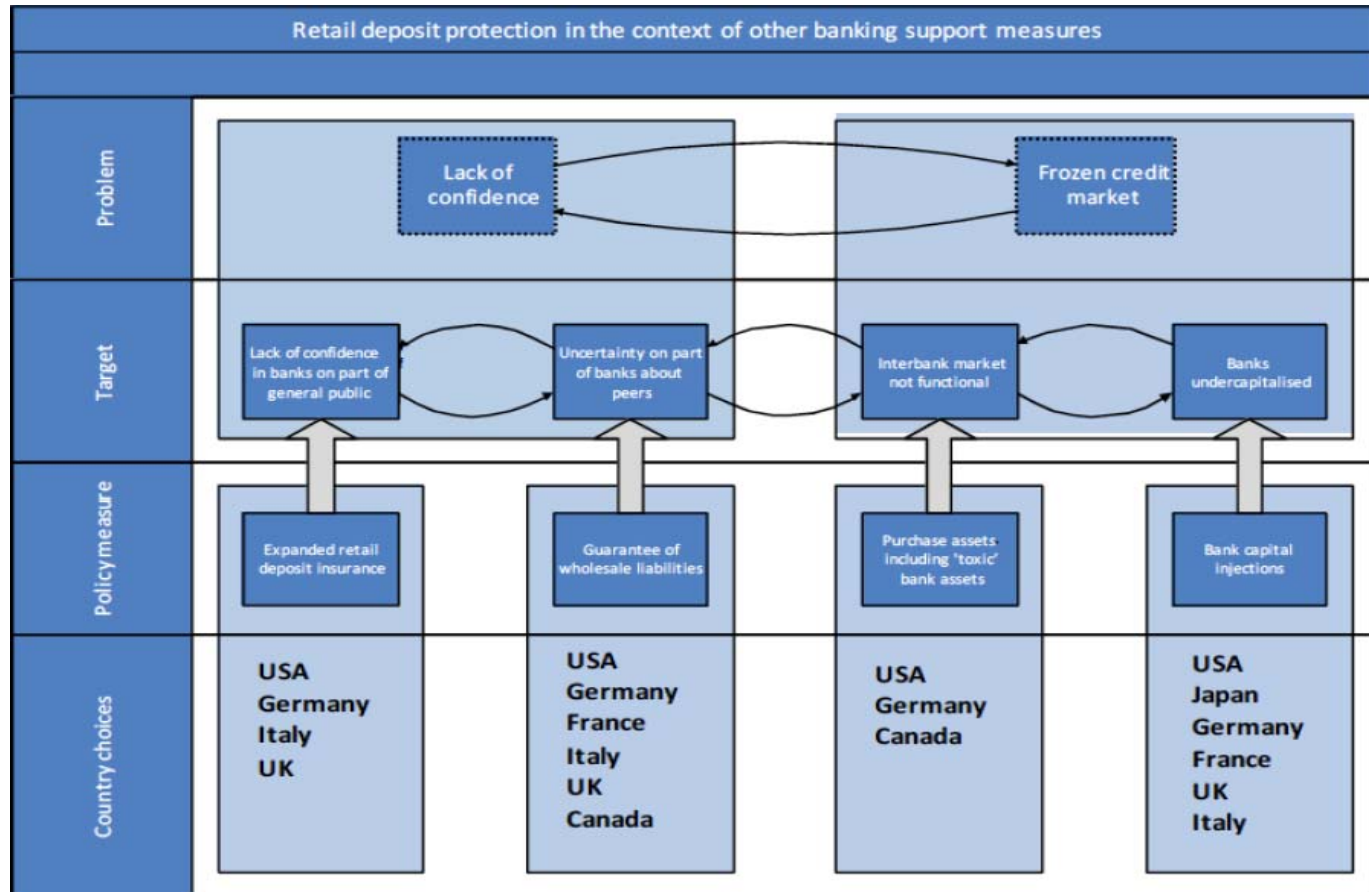 Retail deposit protection in the context of other banking support measures
Problem
Lack of
confidence
Frozen credit
market
Target
Lack of confidence
in banks on part of
general public
Uncertainty on part
of banks about
peers
Interbank market
not functional
Banks
undercapitalised
Policy measure
Expanded retail
deposit insurance
Guarantee of
wholesale liabilities
Purchase assets
including 'toxic'
bank assets
Bank capital
injections
Country choices
USA
Germany
Italy
UK
USA
Germany
France
Italy
UK
Canada
USA
Germany
Canada
USA
Japan
Germany
France
UK
Italy